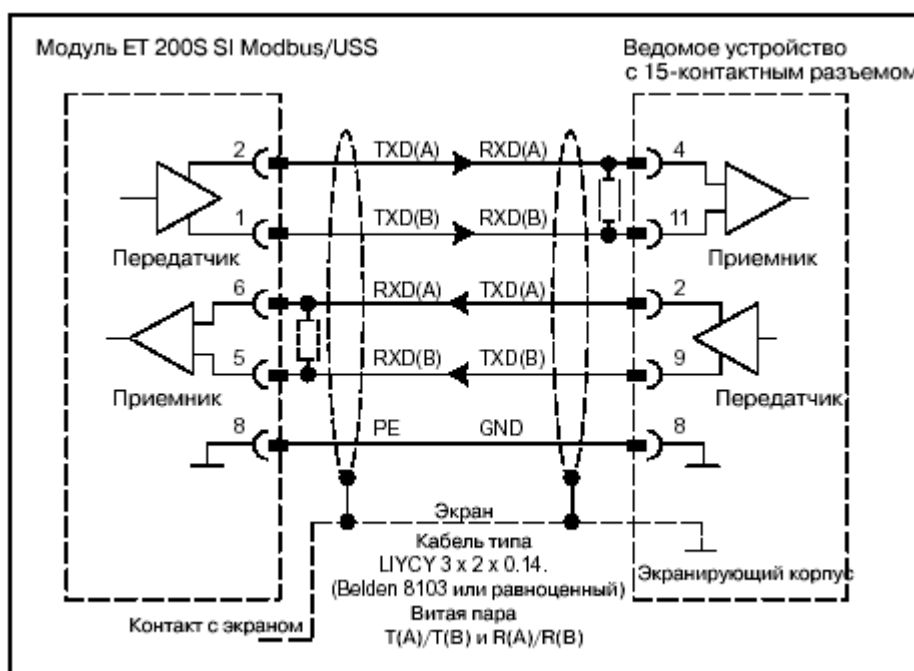 Модуль ET 200S SI Modbus/USS
Ведомое устройство
с 15-контактным разъемом
2 TXD(A) RXD(A) 4
1 TXD(B) RXD(B) 11
Передатчик Приемник
6 RXD(A) TXD(A) 2
5 RXD(B) TXD(B) 9
Приемник Передатчик
8 PE GND 8
Экран
Кабель типа
LIYCY 3 x 2 x 0.14.
(Belden 8103 или равноценный)
Экранирующий корпус
Витая пара
Контакт с экраном
T(A)/T(B) и R(A)/R(B)